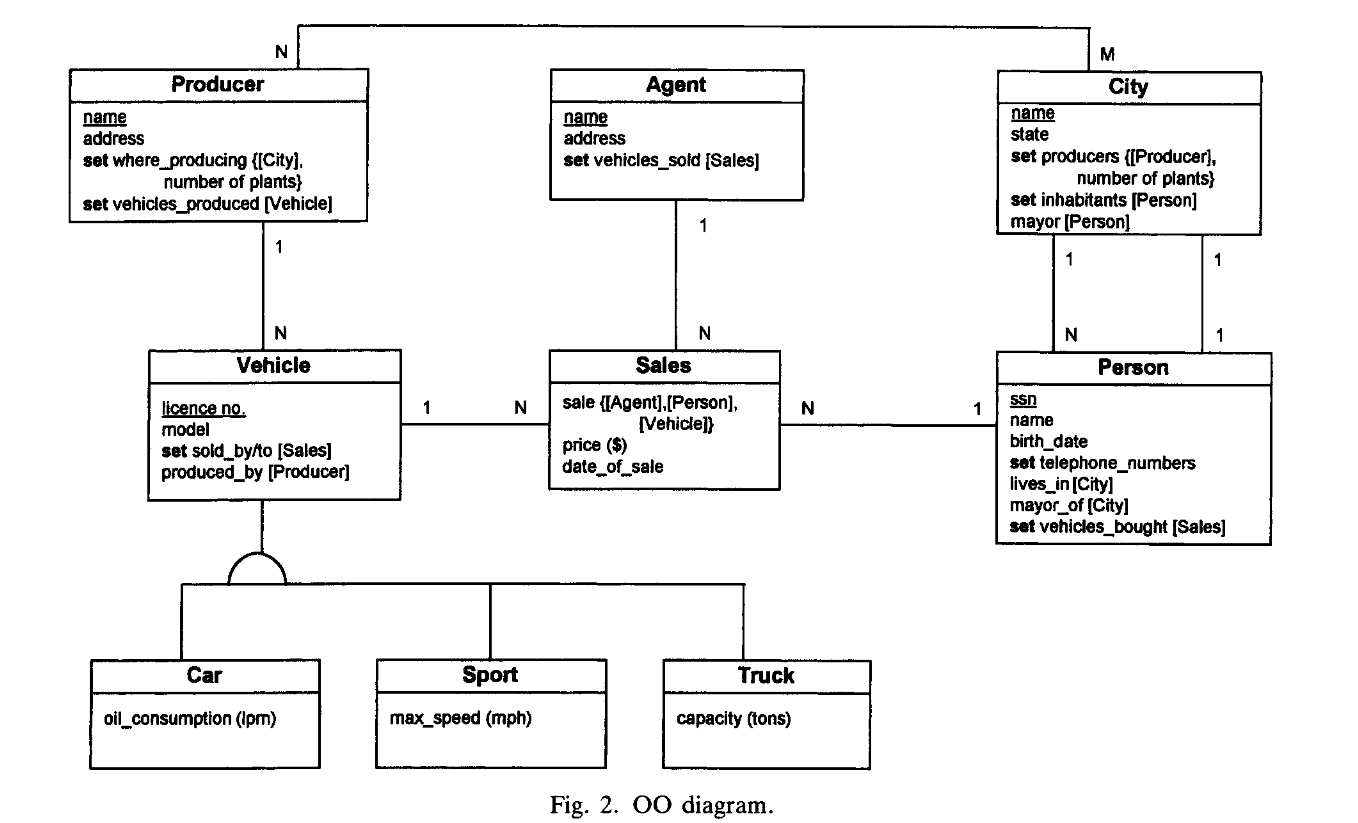 N
M
Producer
name
address
set where_producing {[City],
number of plants}
set vehicles_produced [Vehicle]
Agent
name
address
set vehicles_sold [Sales]
City
name
state
set producers {[Producer],
number of plants}
set inhabitants [Person]
mayor [Person]
1
N
1
N
1
N
1
1
Vehicle
licence no.
model
set sold_by/to [Sales]
produced_by [Producer]
1
N
Sales
sale {[Agent],[Person],
[Vehicle]}
price ($)
date_of_sale
N
1
Person
ssn
name
birth_date
set telephone_numbers
lives_in [City]
mayor_of [City]
set vehicles_bought [Sales]
Car
oil_consumption (lpm)
Sport
max_speed (mph)
Truck
capacity (tons)
Fig. 2. OO diagram.